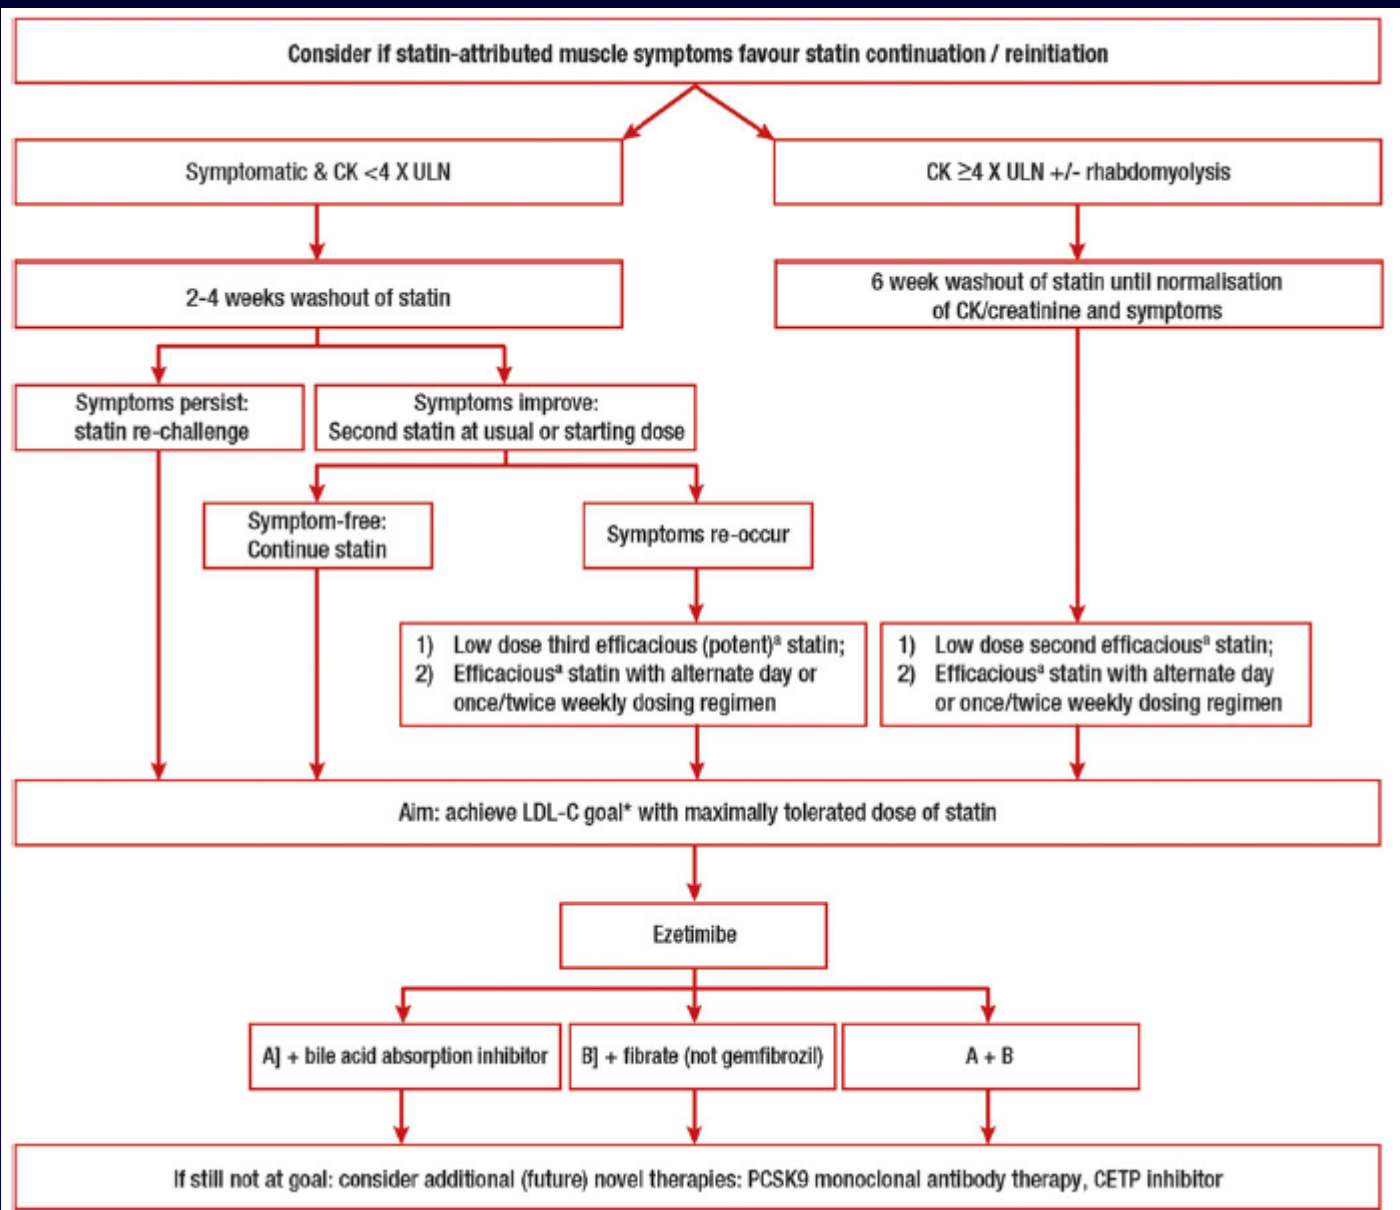 Consider if statin-attributed muscle symptoms favour statin continuation / reinitiation
Symptomatic & CK <4 X ULN
CK ≥4 X ULN +/- rhabdomyolysis
2-4 weeks washout of statin
6 week washout of statin until normalisation
of CK/creatinine and symptoms
Symptoms persist:
statin re-challenge
Symptoms improve:
Second statin at usual or starting dose
Symptom-free:
Continue statin
Symptoms re-occur
1) Low dose third efficacious (potent)ᵃ statin;
2) Efficaciousᵃ statin with alternate day or
once/twice weekly dosing regimen
1) Low dose second efficaciousᵃ statin;
2) Efficaciousᵃ statin with alternate day
or once/twice weekly dosing regimen
Aim: achieve LDL-C goal* with maximally tolerated dose of statin
Ezetimibe
A] + bile acid absorption inhibitor
B] + fibrate (not gemfibrozil)
A + B
If still not at goal: consider additional (future) novel therapies: PCSK9 monoclonal antibody therapy, CETP inhibitor